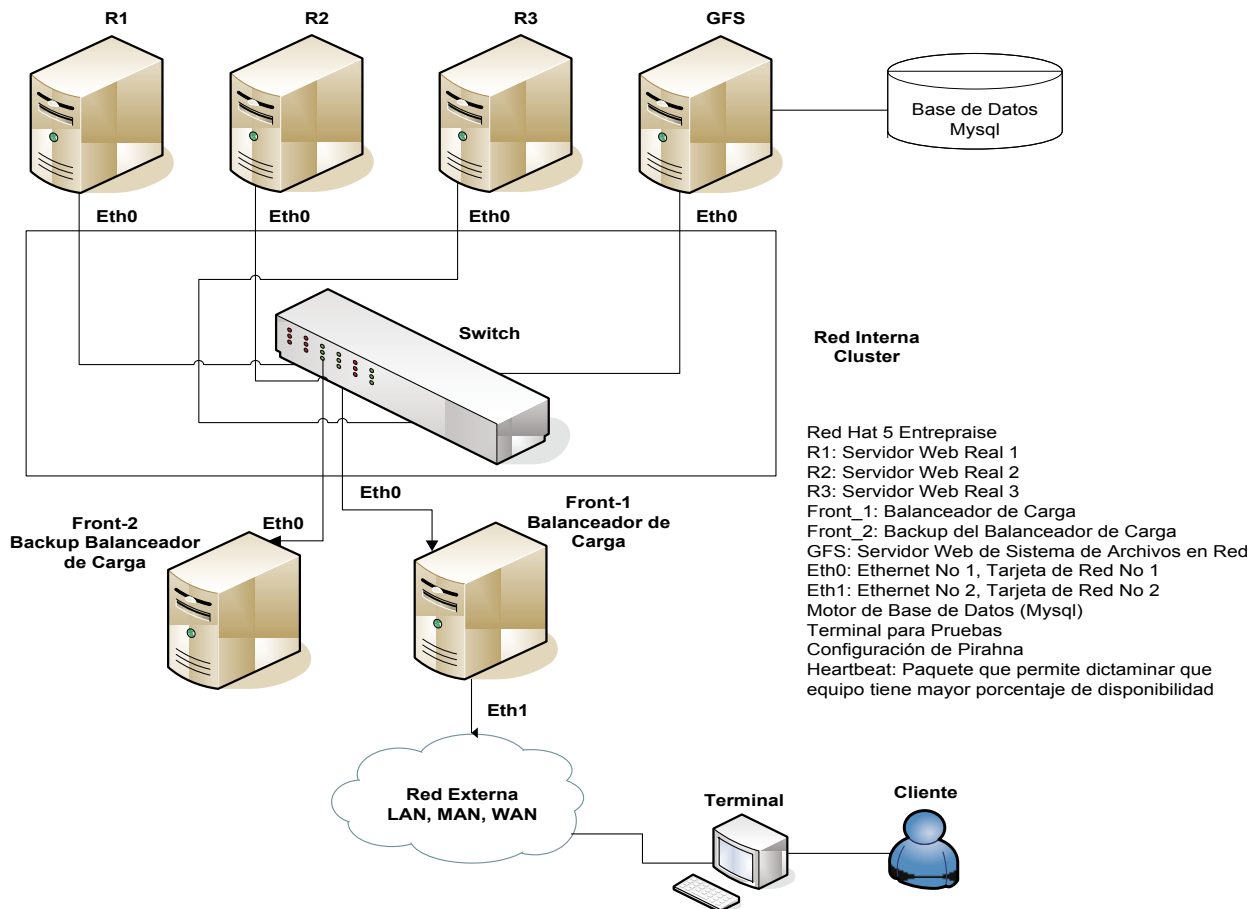 R1
R2
R3
GFS
Base de Datos
Mysql
Eth0
Eth0
Eth0
Eth0
Switch
Red Interna
Cluster
Red Hat 5 Entrepraise
R1: Servidor Web Real 1
R2: Servidor Web Real 2
R3: Servidor Web Real 3
Front_1: Balanceador de Carga
Front_2: Backup del Balanceador de Carga
GFS: Servidor Web de Sistema de Archivos en Red
Eth0: Ethernet No 1, Tarjeta de Red No 1
Eth1: Ethernet No 2, Tarjeta de Red No 2
Motor de Base de Datos (Mysql)
Terminal para Pruebas
Configuración de Pirahna
Heartbeat: Paquete que permite dictaminar que
equipo tiene mayor porcentaje de disponibilidad
Eth0
Front-1
Balanceador de
Carga
Eth0
Front-2
Backup Balanceador
de Carga
Eth1
Red Externa
LAN, MAN, WAN
Terminal
Cliente